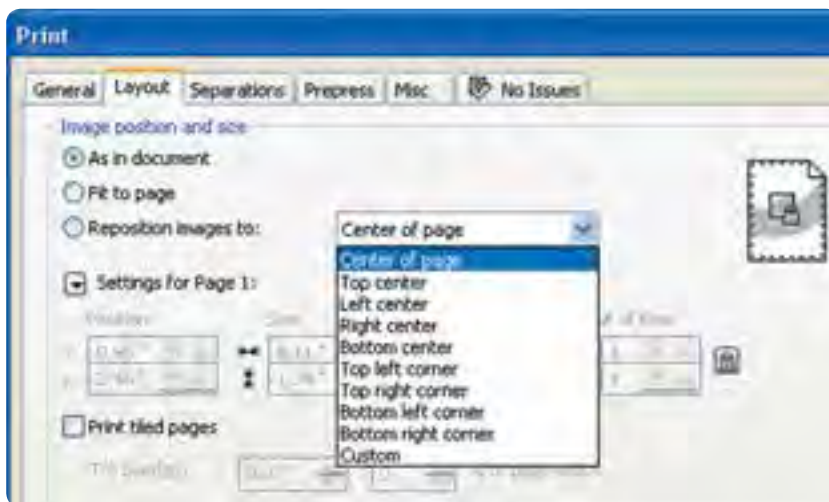 Print
General Layout Separations Prepress Misc No Issues
Image position and size
As in document
Fit to page
Reposition images to: Center of page
Center of page
Top center
Left center
Right center
Bottom center
Top left corner
Top right corner
Bottom left corner
Bottom right corner
Custom
Settings for Page 1:
Position: Size
Print tiled pages